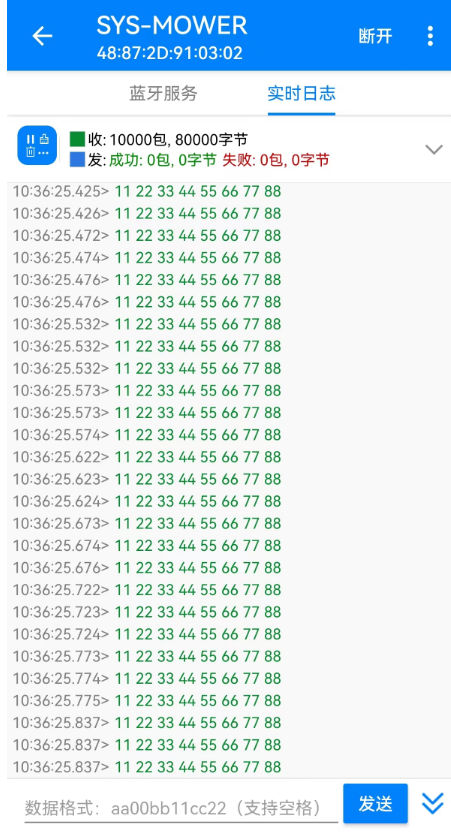 SYS-MOWER
48:87:2D:91:03:02
断开
蓝牙服务 实时日志
收: 10000包, 80000字节
发: 成功: 0包, 0字节 失败: 0包, 0字节
10:36:25.425> 11 22 33 44 55 66 77 88
10:36:25.426> 11 22 33 44 55 66 77 88
10:36:25.472> 11 22 33 44 55 66 77 88
10:36:25.474> 11 22 33 44 55 66 77 88
10:36:25.476> 11 22 33 44 55 66 77 88
10:36:25.476> 11 22 33 44 55 66 77 88
10:36:25.532> 11 22 33 44 55 66 77 88
10:36:25.532> 11 22 33 44 55 66 77 88
10:36:25.532> 11 22 33 44 55 66 77 88
10:36:25.573> 11 22 33 44 55 66 77 88
10:36:25.573> 11 22 33 44 55 66 77 88
10:36:25.574> 11 22 33 44 55 66 77 88
10:36:25.622> 11 22 33 44 55 66 77 88
10:36:25.623> 11 22 33 44 55 66 77 88
10:36:25.624> 11 22 33 44 55 66 77 88
10:36:25.673> 11 22 33 44 55 66 77 88
10:36:25.674> 11 22 33 44 55 66 77 88
10:36:25.676> 11 22 33 44 55 66 77 88
10:36:25.722> 11 22 33 44 55 66 77 88
10:36:25.723> 11 22 33 44 55 66 77 88
10:36:25.724> 11 22 33 44 55 66 77 88
10:36:25.773> 11 22 33 44 55 66 77 88
10:36:25.774> 11 22 33 44 55 66 77 88
10:36:25.775> 11 22 33 44 55 66 77 88
10:36:25.837> 11 22 33 44 55 66 77 88
10:36:25.837> 11 22 33 44 55 66 77 88
10:36:25.837> 11 22 33 44 55 66 77 88
数据格式: aa00bb11cc22（支持空格）
发送